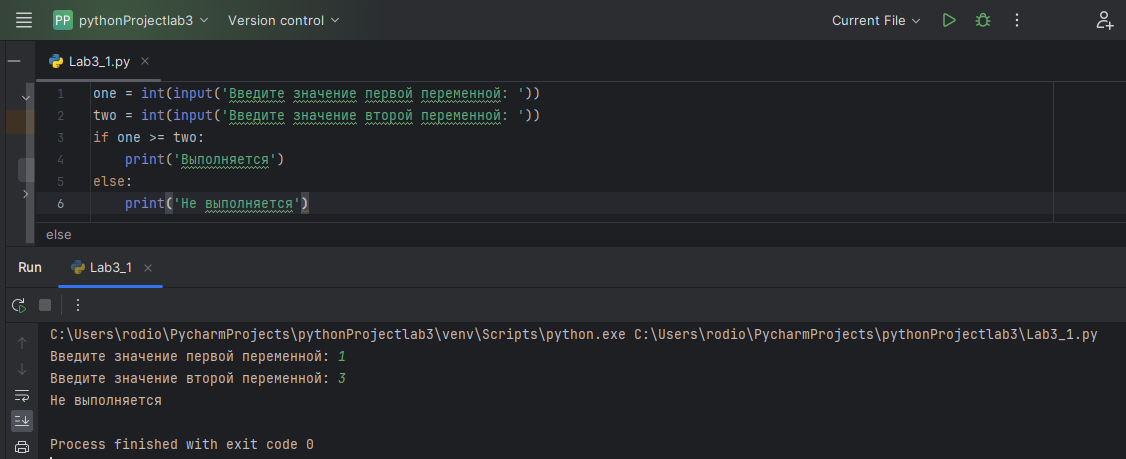 PP pythonProjectlab3 Version control Current File
Lab3_1.py
1 one = int(input('Введите значение первой переменной: '))
2 two = int(input('Введите значение второй переменной: '))
3 if one >= two:
4 print('Выполняется')
5 else:
6 print('Не выполняется')
else
Run Lab3_1
C:\Users\rodio\PycharmProjects\pythonProjectlab3\venv\Scripts\python.exe C:\Users\rodio\PycharmProjects\pythonProjectlab3\Lab3_1.py
Введите значение первой переменной: 1
Введите значение второй переменной: 3
Не выполняется
Process finished with exit code 0